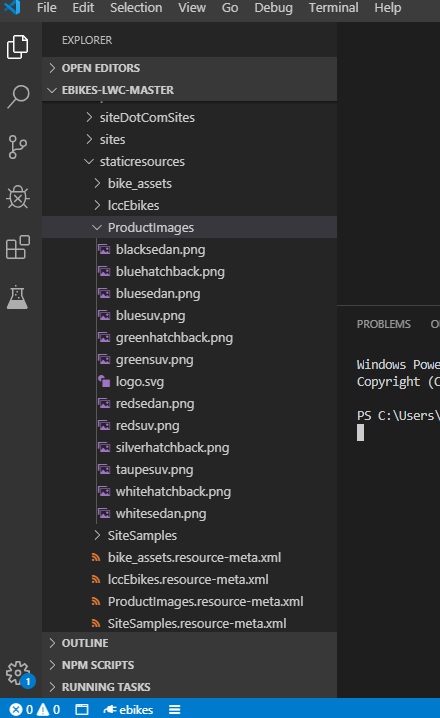 File Edit Selection View Go Debug Terminal Help
EXPLORER
OPEN EDITORS
EBIKES-LWC-MASTER
siteDotComSites
sites
staticresources
bike_assets
lccEbikes
ProductImages
blacksedan.png
bluehatchback.png
bluesedan.png
bluesuv.png
greenhatchback.png
greensuv.png
logo.svg
redsedan.png
redsuv.png
silverhatchback.png
taupesuv.png
whitehatchback.png
whitesedan.png
SiteSamples
bike_assets.resource-meta.xml
lccEbikes.resource-meta.xml
ProductImages.resource-meta.xml
SiteSamples.resource-meta.xml
OUTLINE
NPM SCRIPTS
RUNNING TASKS
PROBLEMS
Windows Powe
Copyright (C
PS C:\Users\
1
0 0 ebikes